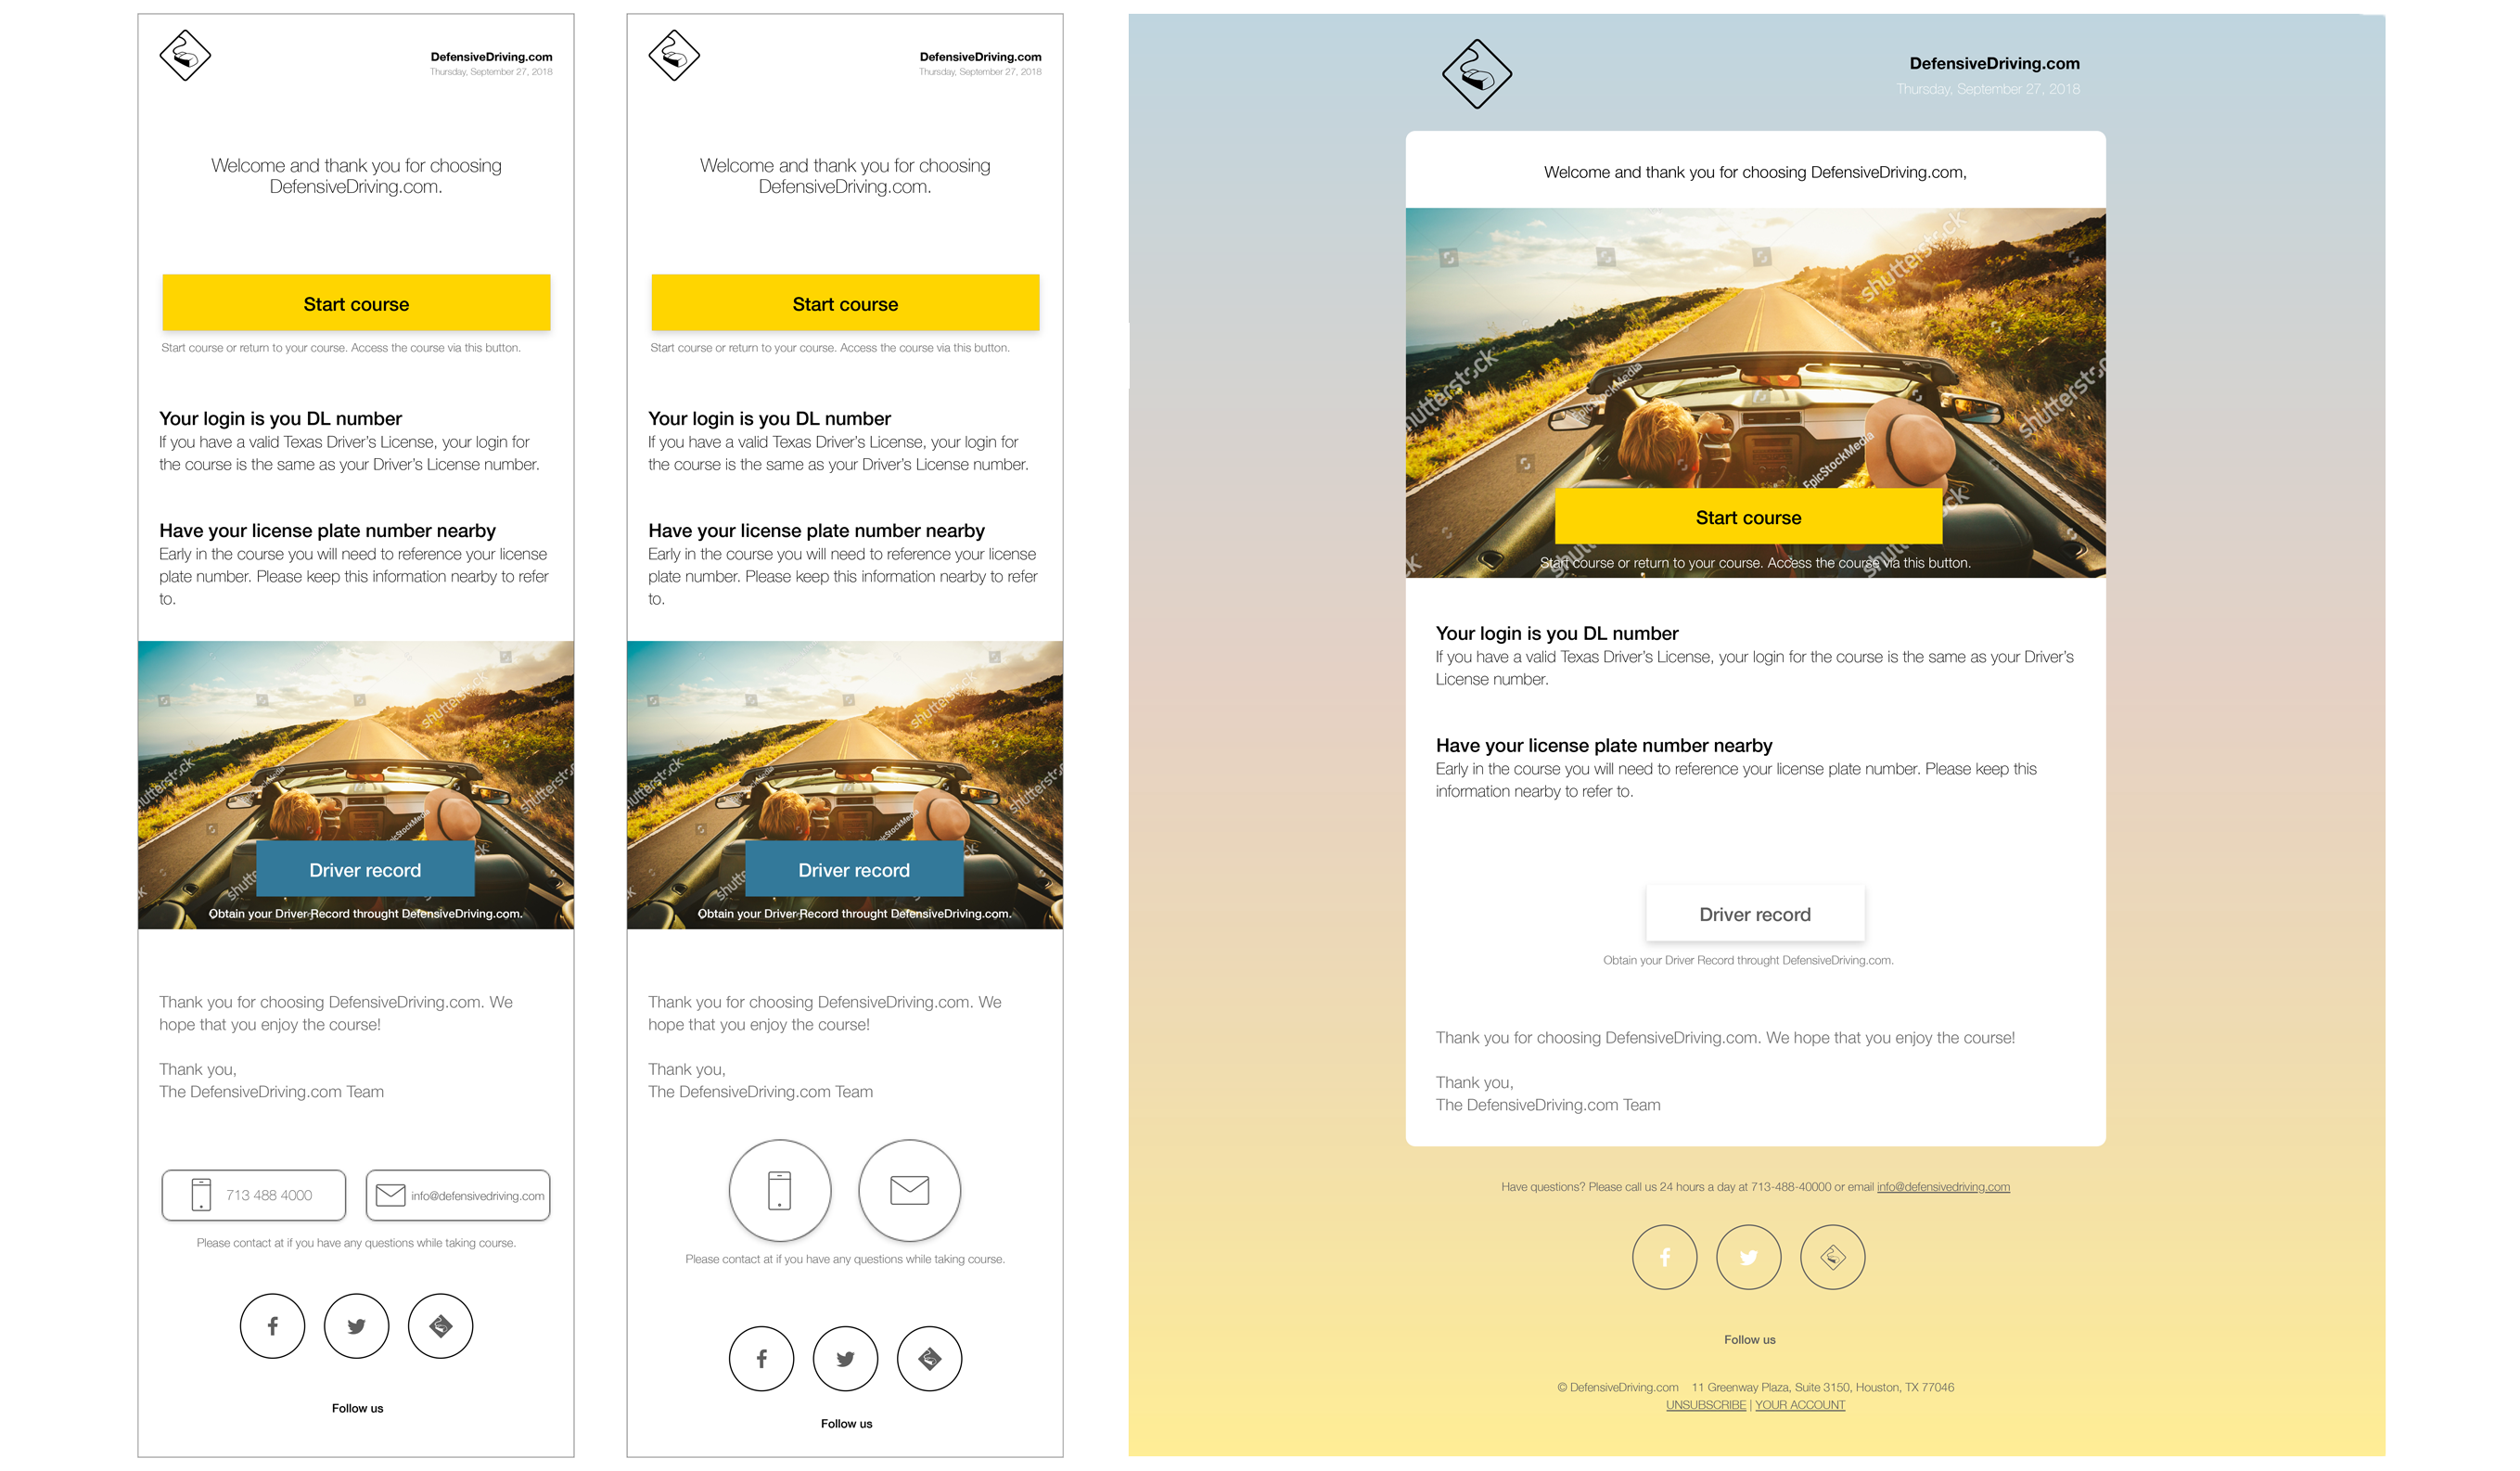 DefensiveDriving.com
Thursday, September 27, 2018
Welcome and thank you for choosing
DefensiveDriving.com.
Start course
Start course or return to your course. Access the course via this button.
Your login is you DL number
If you have a valid Texas Driver's License, your login for
the course is the same as your Driver's License number.
Have your license plate number nearby
Early in the course you will need to reference your license
plate number. Please keep this information nearby to refer
to.
shutterstock
shutterstock
shutterstock
EpicStockMedia
Driver record
Obtain your Driver Record throught DefensiveDriving.com.
Thank you for choosing DefensiveDriving.com. We
hope that you enjoy the course!
Thank you,
The DefensiveDriving.com Team
713 488 4000
info@defensivedriving.com
Please contact at if you have any questions while taking course.
Follow us
DefensiveDriving.com
Thursday, September 27, 2018
Welcome and thank you for choosing
DefensiveDriving.com.
Start course
Start course or return to your course. Access the course via this button.
Your login is you DL number
If you have a valid Texas Driver's License, your login for
the course is the same as your Driver's License number.
Have your license plate number nearby
Early in the course you will need to reference your license
plate number. Please keep this information nearby to refer
to.
shutterstock
shutterstock
shutterstock
EpicStockMedia
Driver record
Obtain your Driver Record throught DefensiveDriving.com.
Thank you for choosing DefensiveDriving.com. We
hope that you enjoy the course!
Thank you,
The DefensiveDriving.com Team
Please contact at if you have any questions while taking course.
Follow us
DefensiveDriving.com
Thursday, September 27, 2018
Welcome and thank you for choosing DefensiveDriving.com,
shutterstock
shutterstock
shutterstock
EpicStockMedia
EpicStockMedia
Start course
Start course or return to your course. Access the course via this button.
Your login is you DL number
If you have a valid Texas Driver's License, your login for the course is the same as your Driver's
License number.
Have your license plate number nearby
Early in the course you will need to reference your license plate number. Please keep this
information nearby to refer to.
Driver record
Obtain your Driver Record throught DefensiveDriving.com.
Thank you for choosing DefensiveDriving.com. We hope that you enjoy the course!
Thank you,
The DefensiveDriving.com Team
Have questions? Please call us 24 hours a day at 713-488-40000 or email info@defensivedriving.com
Follow us
© DefensiveDriving.com 11 Greenway Plaza, Suite 3150, Houston, TX 77046
UNSUBSCRIBE | YOUR ACCOUNT